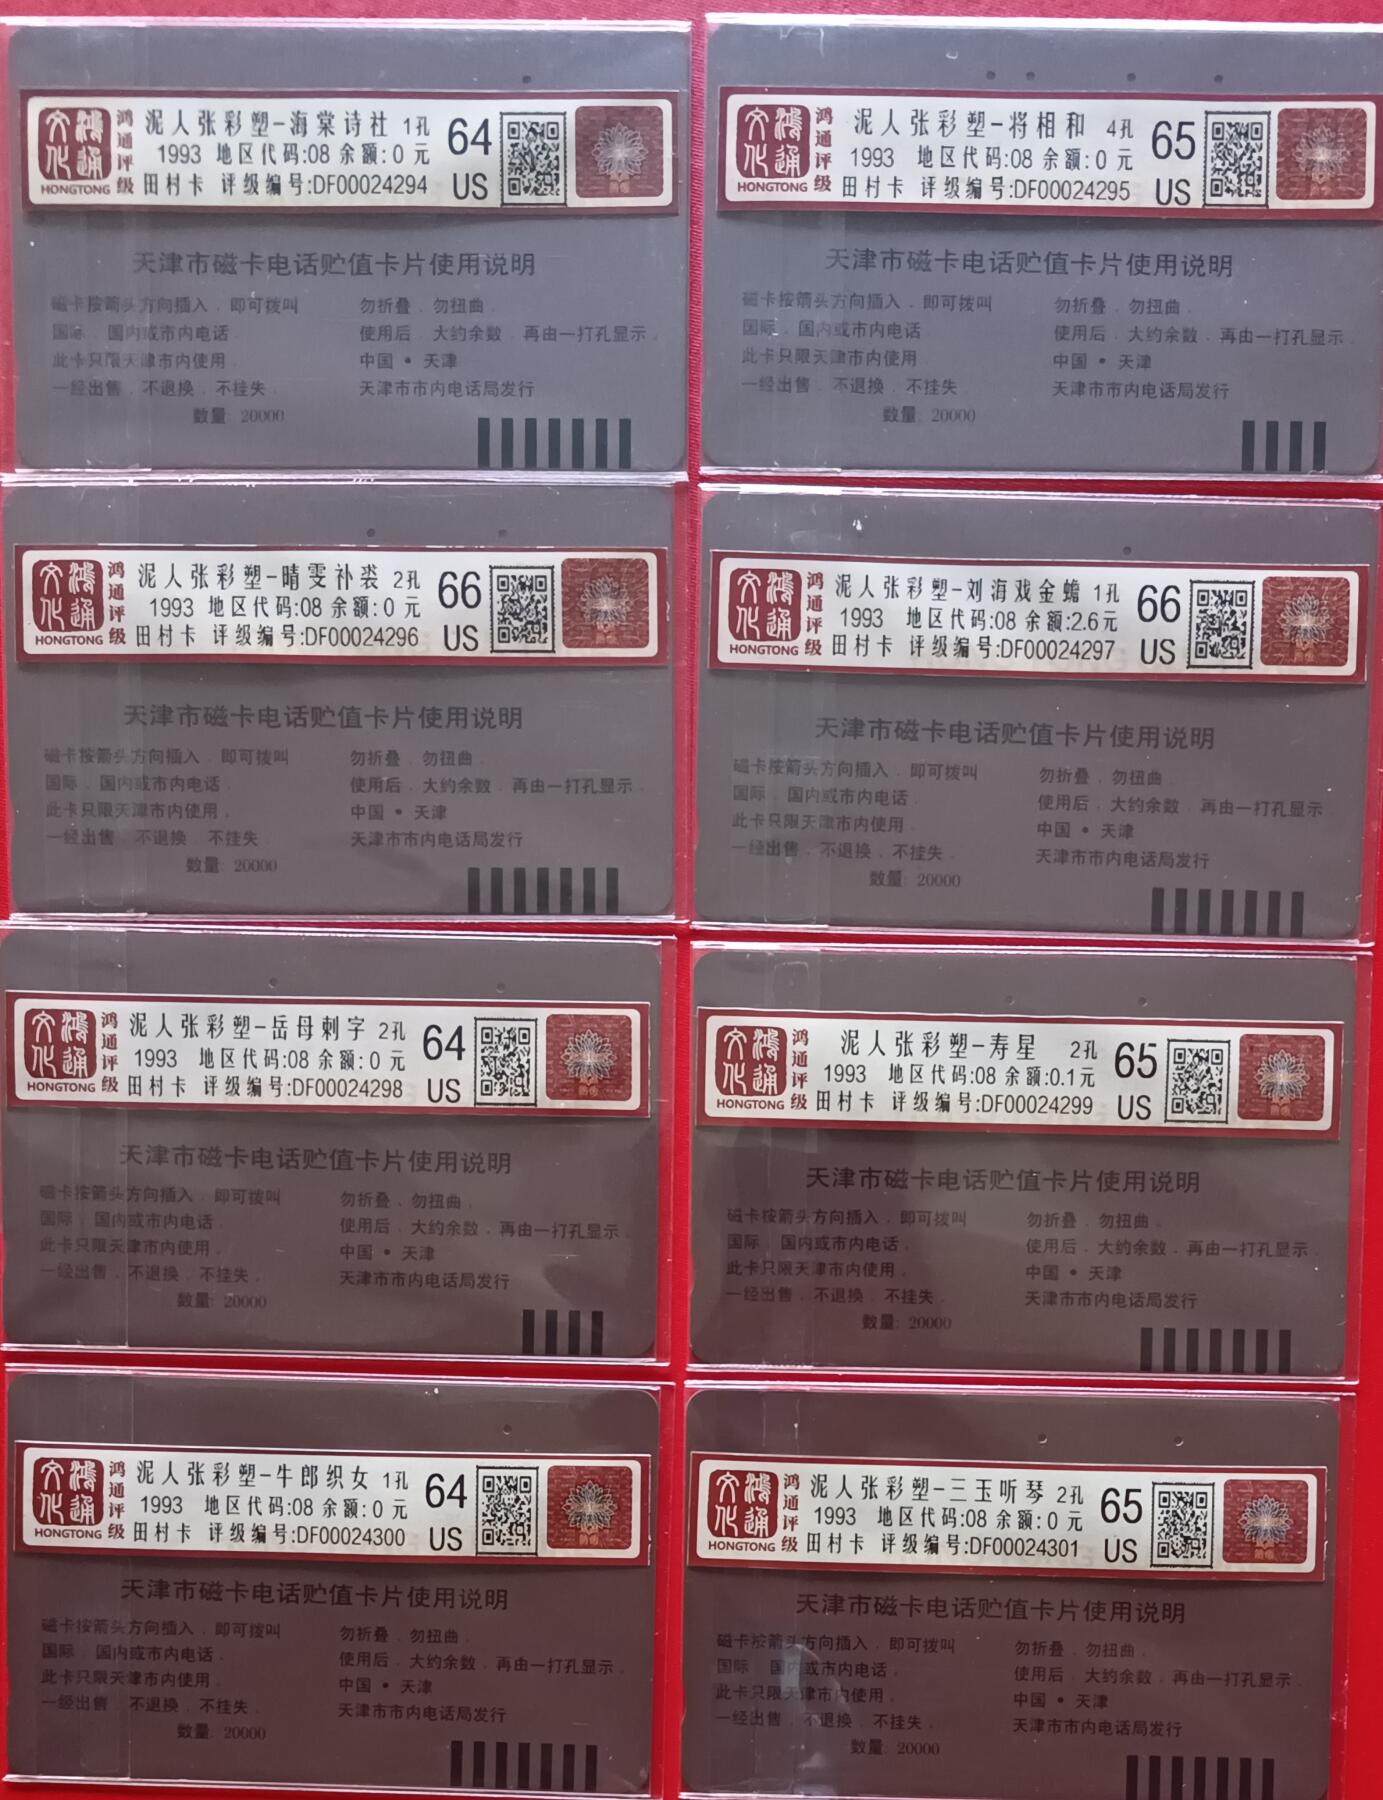 鸿通文化
HONGTONG
鸿通评级
泥人张彩塑-海棠诗社 1孔
1993 地区代码:08 余额:0 元
田村卡 评级编号:DF00024294
64
US
天津市磁卡电话贮值卡片使用说明
磁卡按箭头方向插入．即可拨叫
国际．国内或市内电话．
此卡只限天津市内使用．
一经出售．不退换．不挂失．
数量: 20000
勿折叠．勿扭曲．
使用后．大约余数．再由一打孔显示．
中国 • 天津
天津市市内电话局发行
鸿通文化
HONGTONG
鸿通评级
泥人张彩塑-将相和 4孔
1993 地区代码:08 余额:0 元
田村卡 评级编号:DF00024295
65
US
天津市磁卡电话贮值卡片使用说明
磁卡按箭头方向插入．即可拨叫
国际．国内或市内电话
此卡只限天津市内使用．
一经出售．不退换．不挂失．
数量: 20000
勿折叠．勿扭曲．
使用后．大约余数．再由一打孔显示．
中国 • 天津
天津市市内电话局发行
鸿通文化
HONGTONG
鸿通评级
泥人张彩塑-晴雯补裘 2孔
1993 地区代码:08 余额:0 元
田村卡 评级编号:DF00024296
66
US
天津市磁卡电话贮值卡片使用说明
磁卡按箭头方向插入．即可拨叫
国际．国内或市内电话．
此卡只限天津市内使用．
一经出售．不退换．不挂失．
数量: 20000
勿折叠．勿扭曲．
使用后．大约余数．再由一打孔显示．
中国 • 天津
天津市市内电话局发行
鸿通文化
HONGTONG
鸿通评级
泥人张彩塑-刘海戏金蟾 1孔
1993 地区代码:08 余额:2.6元
田村卡 评级编号:DF00024297
66
US
天津市磁卡电话贮值卡片使用说明
磁卡按箭头方向插入．即可拨叫
国际．国内或市内电话．
此卡只限天津市内使用．
一经出售．不退换．不挂失．
数量: 20000
勿折叠．勿扭曲．
使用后．大约余数．再由一打孔显示．
中国 • 天津
天津市市内电话局发行
鸿通文化
HONGTONG
鸿通评级
泥人张彩塑-岳母刺字 2孔
1993 地区代码:08 余额:0 元
田村卡 评级编号:DF00024298
64
US
天津市磁卡电话贮值卡片使用说明
磁卡按箭头方向插入．即可拨叫
国际．国内或市内电话．
此卡只限天津市内使用．
一经出售．不退换．不挂失．
数量: 20000
勿折叠．勿扭曲．
使用后．大约余数．再由一打孔显示．
中国 • 天津
天津市市内电话局发行
鸿通文化
HONGTONG
鸿通评级
泥人张彩塑-寿星 2孔
1993 地区代码:08 余额:0.1元
田村卡 评级编号:DF00024299
65
US
天津市磁卡电话贮值卡片使用说明
磁卡按箭头方向插入．即可拨叫
国际．国内或市内电话．
此卡只限天津市内使用．
一经出售．不退换．不挂失．
数量: 20000
勿折叠．勿扭曲．
使用后．大约余数．再由一打孔显示．
中国 • 天津
天津市市内电话局发行
鸿通文化
HONGTONG
鸿通评级
泥人张彩塑-牛郎织女 1孔
1993 地区代码:08 余额:0 元
田村卡 评级编号:DF00024300
64
US
天津市磁卡电话贮值卡片使用说明
磁卡按箭头方向插入．即可拨叫
国际．国内或市内电话．
此卡只限天津市内使用．
一经出售．不退换．不挂失．
数量: 20000
勿折叠．勿扭曲．
使用后．大约余数．再由一打孔显示．
中国 • 天津
天津市市内电话局发行
鸿通文化
HONGTONG
鸿通评级
泥人张彩塑-三玉听琴 2孔
1993 地区代码:08 余额:0 元
田村卡 评级编号:DF00024301
65
US
天津市磁卡电话贮值卡片使用说明
磁卡按箭头方向插入．即可拨叫
国际．国内或市内电话．
此卡只限天津市内使用．
一经出售．不退换．不挂失．
数量: 20000
勿折叠．勿扭曲．
使用后．大约余数．再由一打孔显示．
中国 • 天津
天津市市内电话局发行